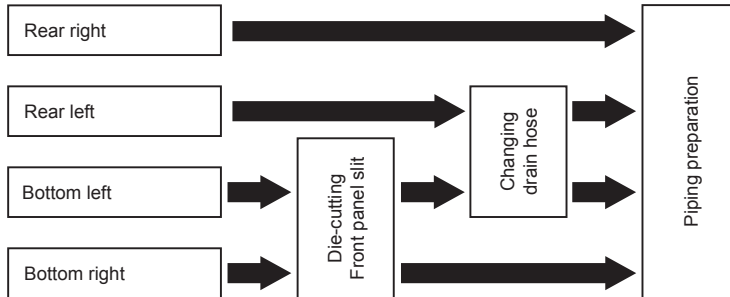 Rear right
Rear left
Bottom left
Bottom right
Die-cutting
Front panel slit
Changing
drain hose
Piping preparation